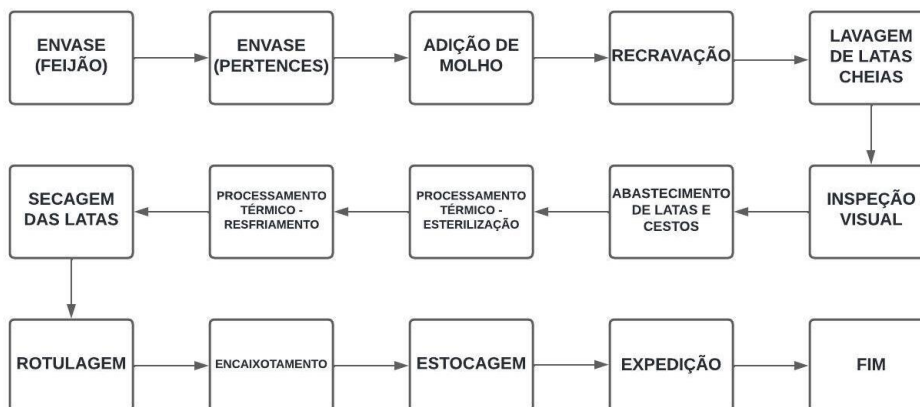 ENVASE
(FEIJÃO)
ENVASE
(PERTENCES)
ADIÇÃO DE
MOLHO
RECRAVAÇÃO
LAVAGEM
DE LATAS
CHEIAS
INSPEÇÃO
VISUAL
ABASTECIMENTO
DE LATAS E
CESTOS
PROCESSAMENTO
TÉRMICO -
ESTERILIZAÇÃO
PROCESSAMENTO
TÉRMICO -
RESFRIAMENTO
SECAGEM
DAS LATAS
ROTULAGEM
ENCAIXOTAMENTO
ESTOCAGEM
EXPEDIÇÃO
FIM